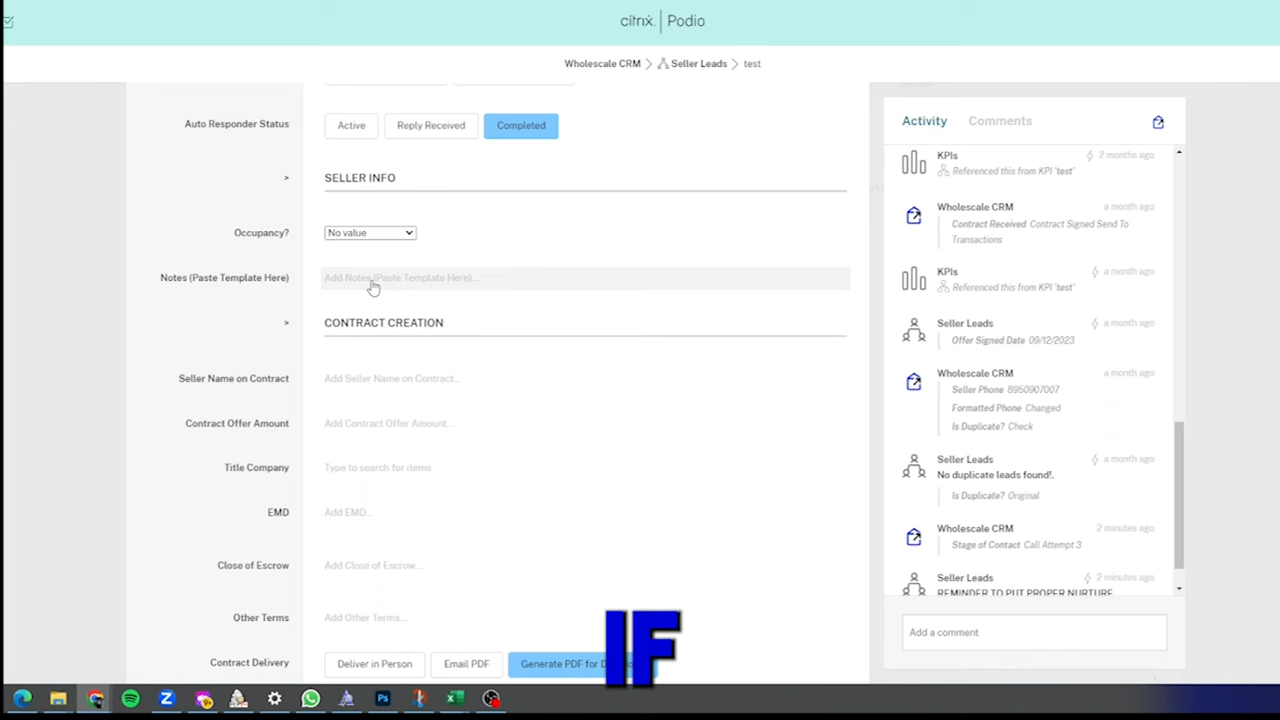 citrix. | Podio
Wholescale CRM > Seller Leads > test
Auto Responder Status
Active
Reply Received
Completed
>
SELLER INFO
Occupancy?
No value
Notes (Paste Template Here)
Add Notes (Paste Template Here)...
>
CONTRACT CREATION
Seller Name on Contract
Add Seller Name on Contract...
Contract Offer Amount
Add Contract Offer Amount...
Title Company
Type to search for items
EMD
Add EMD...
Close of Escrow
Add Close of Escrow...
Other Terms
Add Other Terms...
Contract Delivery
Deliver in Person
Email PDF
Generate PDF for D
IF
Activity
Comments
KPIs
2 months ago
Referenced this from KPI 'test'
Wholescale CRM
a month ago
Contract Received Contract Signed Send To
Transactions
KPIs
a month ago
Referenced this from KPI 'test'
Seller Leads
a month ago
Offer Signed Date 09/12/2023
Wholescale CRM
a month ago
Seller Phone 8950907007
Formatted Phone Changed
Is Duplicate? Check
Seller Leads
a month ago
No duplicate leads found!.
Is Duplicate? Original
Wholescale CRM
2 minutes ago
Stage of Contact Call Attempt 3
Seller Leads
2 minutes ago
REMINDER TO PUT PROPER NURTURE
Add a comment